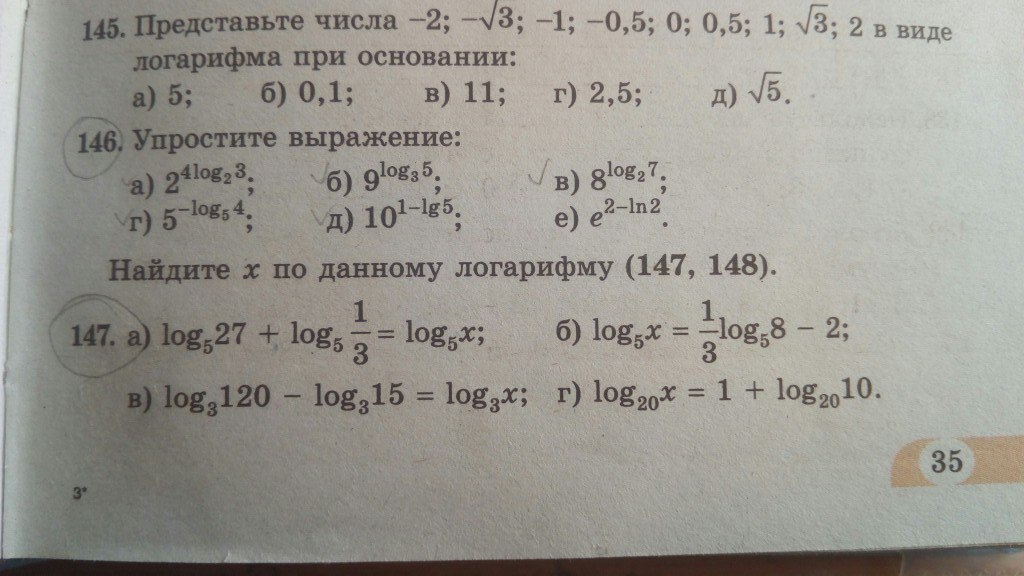 145. Представьте числа −2; −√3; −1; −0,5; 0; 0,5; 1; √3; 2 в виде
логарифма при основании:
а) 5; б) 0,1; в) 11; г) 2,5; д) √5.
146. Упростите выражение:
а) 2^{4log₂3}; б) 9^{log₃5}; в) 8^{log₂7};
г) 5^{−log₅4}; д) 10^{1−lg5}; е) e^{2−ln2}.
Найдите x по данному логарифму (147, 148).
147. а) log₅27 + log₅ 1/3 = log₅x; б) log₅x = 1/3 log₅8 − 2;
в) log₃120 − log₃15 = log₃x; г) log₂₀x = 1 + log₂₀10.
35
3*